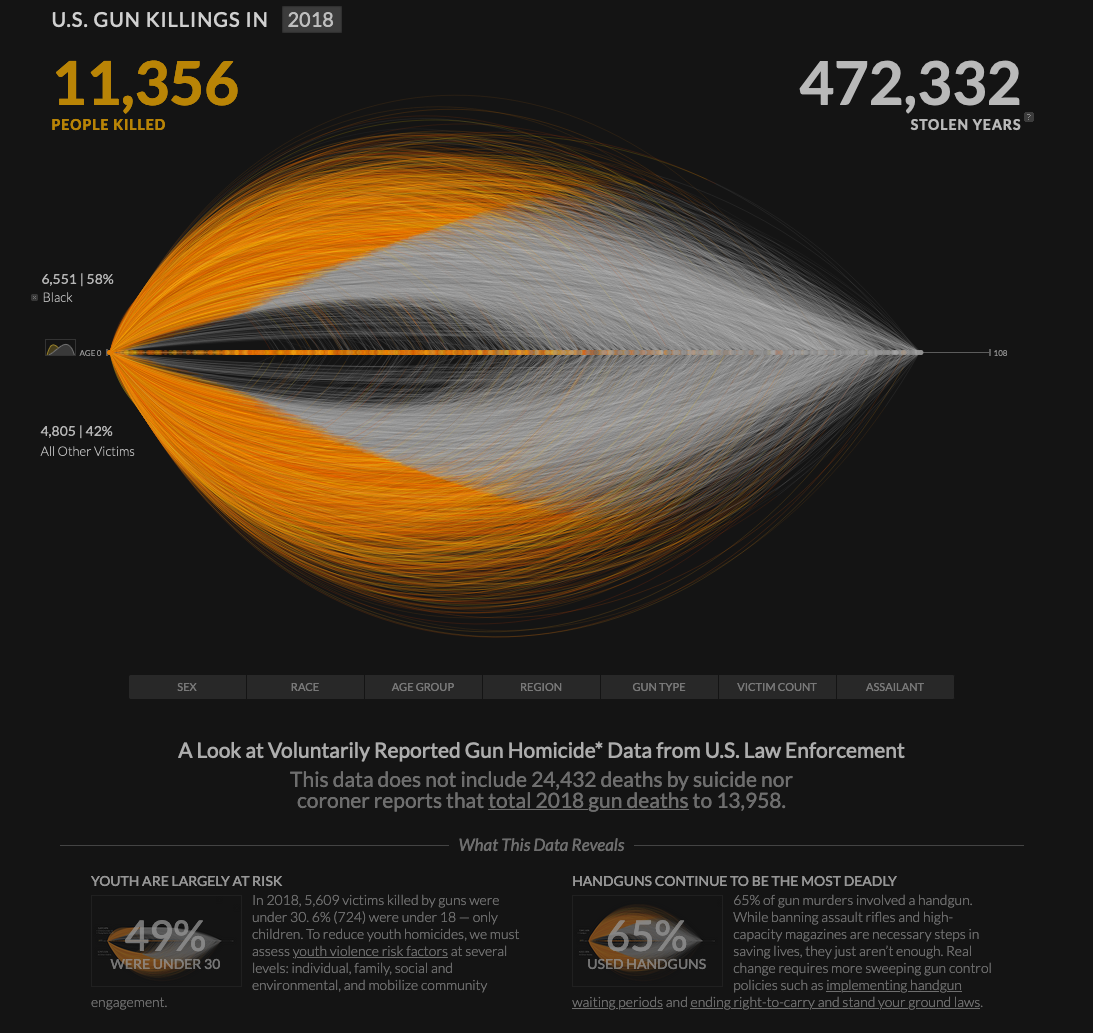 U.S. GUN KILLINGS IN 2018
11,356
PEOPLE KILLED
472,332
STOLEN YEARS ?
6,551 | 58%
Black
AGE 0
108
4,805 | 42%
All Other Victims
SEX
RACE
AGE GROUP
REGION
GUN TYPE
VICTIM COUNT
ASSAILANT
A Look at Voluntarily Reported Gun Homicide* Data from U.S. Law Enforcement
This data does not include 24,432 deaths by suicide nor
coroner reports that total 2018 gun deaths to 13,958.
What This Data Reveals
YOUTH ARE LARGELY AT RISK
49%
WERE UNDER 30
In 2018, 5,609 victims killed by guns were
under 30. 6% (724) were under 18 — only
children. To reduce youth homicides, we must
assess youth violence risk factors at several
levels: individual, family, social and
environmental, and mobilize community
engagement.
HANDGUNS CONTINUE TO BE THE MOST DEADLY
65%
USED HANDGUNS
65% of gun murders involved a handgun.
While banning assault rifles and high-
capacity magazines are necessary steps in
saving lives, they just aren't enough. Real
change requires more sweeping gun control
policies such as implementing handgun
waiting periods and ending right-to-carry and stand your ground laws.